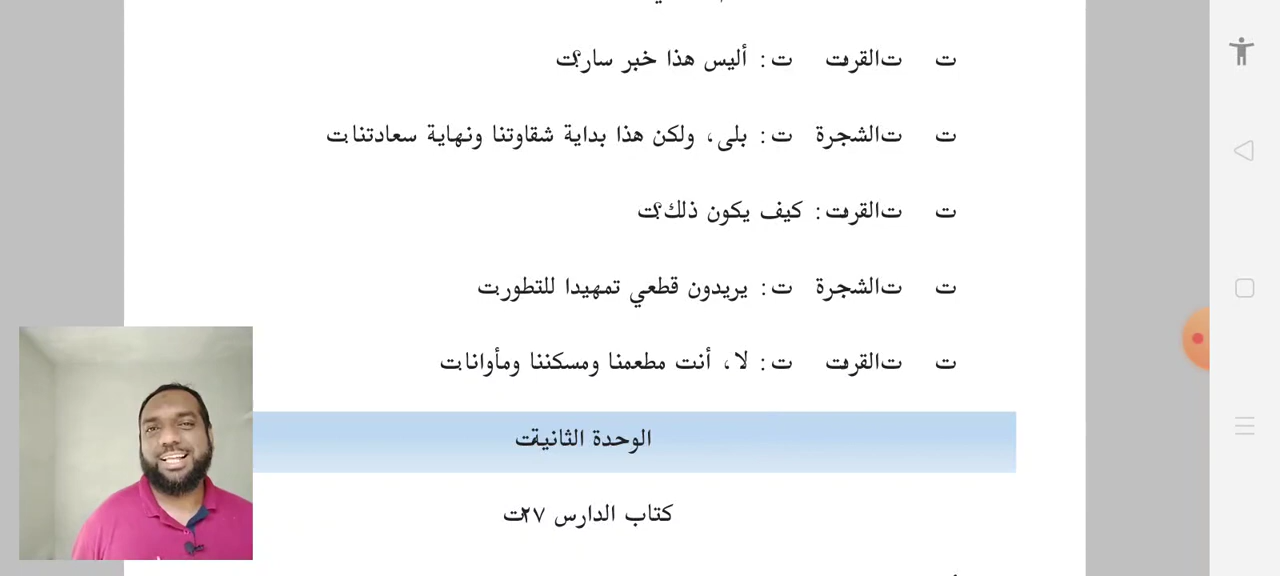 ت تالقرت ت : أليس هذا خبر سار؟ت
ت تالشجرة ت : بلى، ولكن هذا بداية شقاوتنا ونهاية سعادتنات
ت تالقرت : كيف يكون ذلك؟ت
ت تالشجرة ت : يريدون قطعي تمهيدا للتطورت
ت تالقرت ت : لا، أنت مطعمنا ومسكننا ومأوانات
الوحدة الثانيةت
كتاب الدارس ٢٧ت